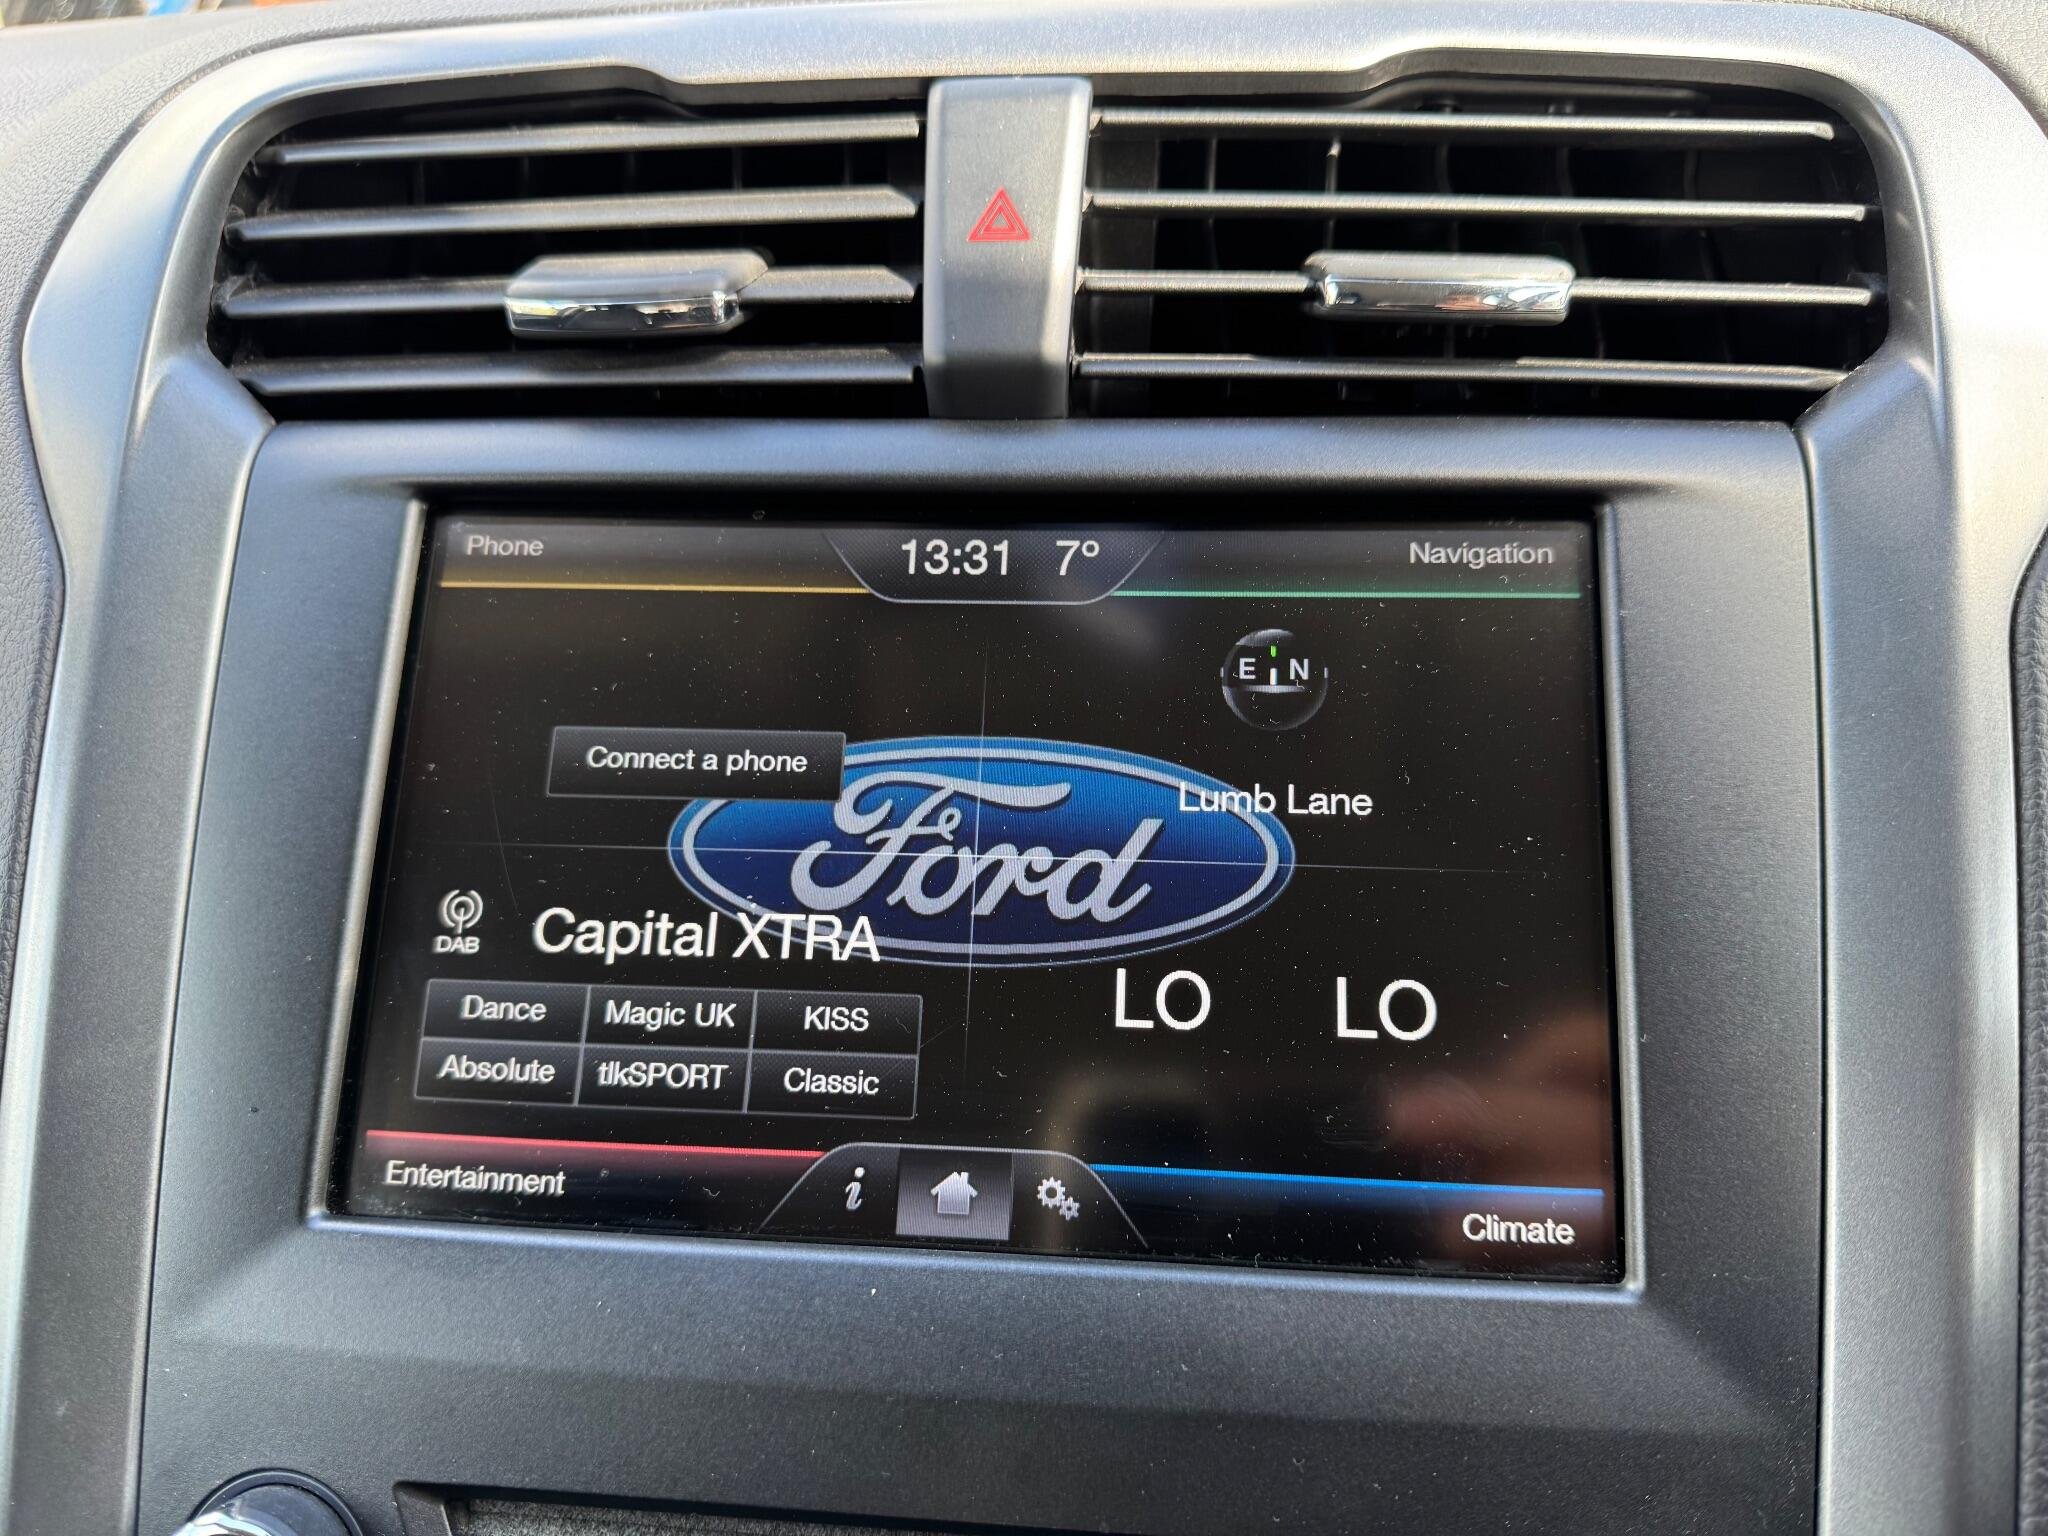 Phone
13:31 7º
Navigation
E N
Connect a phone
Lumb Lane
Ford
DAB
Capital XTRA
LO LO
Dance Magic UK KISS
Absolute tlkSPORT Classic
Entertainment
i
Climate